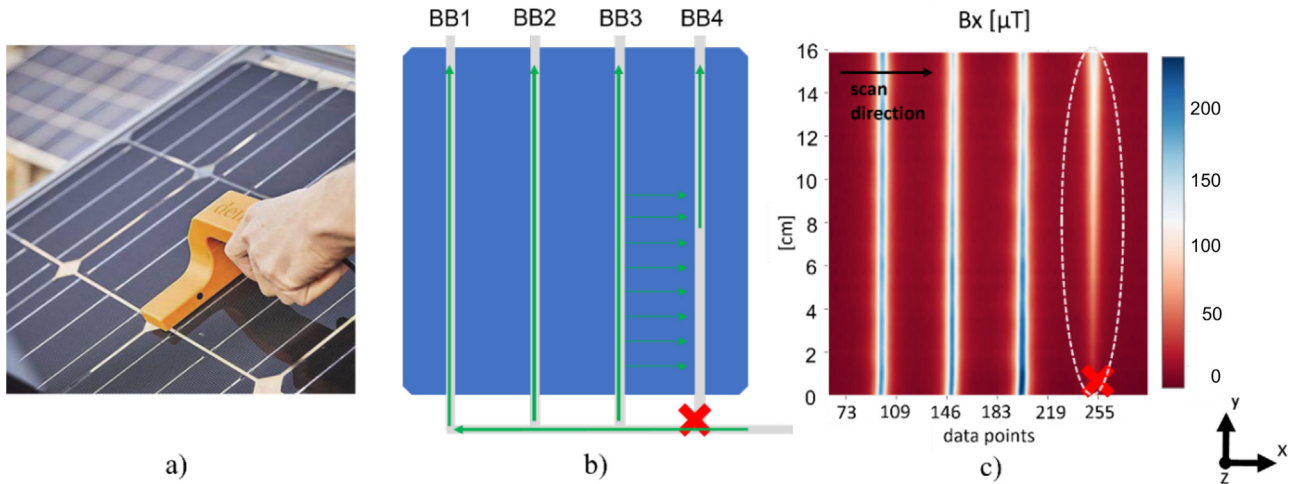 BB1 BB2 BB3 BB4
Bx [µT]
16
14
12
10
8
6
4
2
0
[cm]
scan
direction
73 109 146 183 219 255
data points
200
150
100
50
0
y
x
z
a)
b)
c)